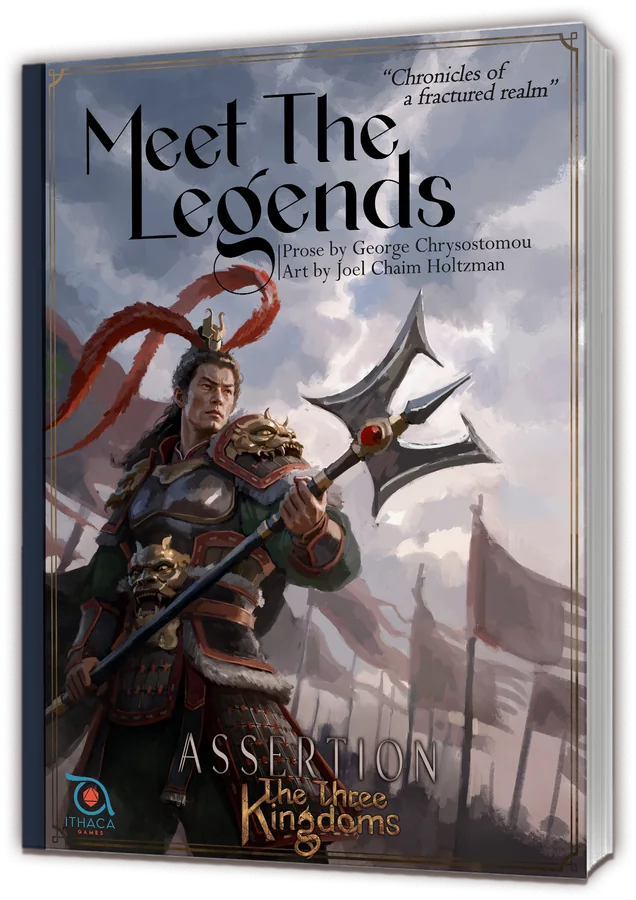 “Chronicles of
a fractured realm”
Meet The
Legends
Prose by George Chrysostomou
Art by Joel Chaim Holtzman
ASSERTION
The Three
Kingdoms
ITHACA
GAMES